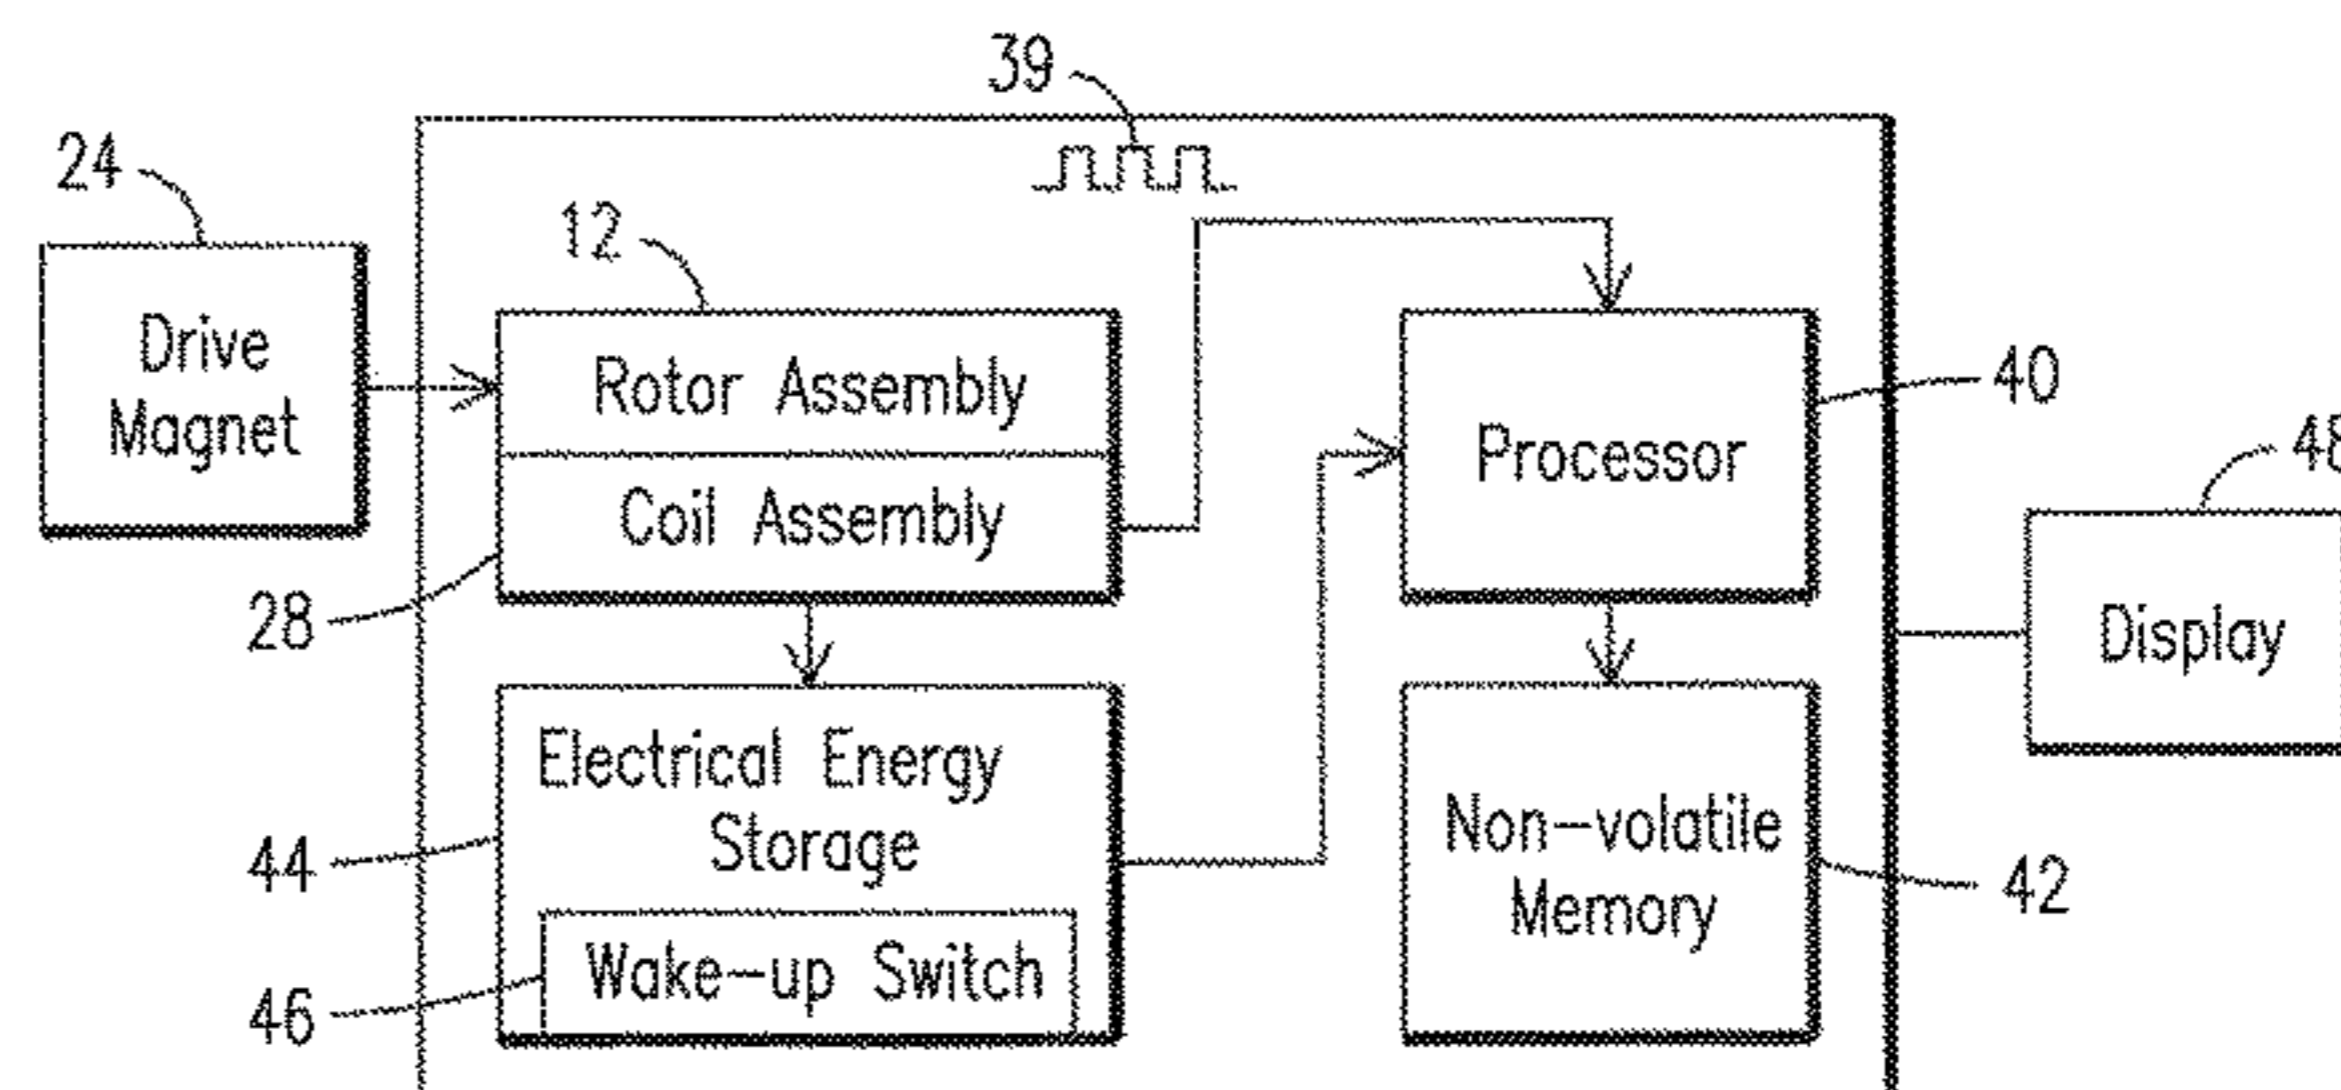 39
24
12
Drive
Magnet
Rotor Assembly
Coil Assembly
28
Processor
40
48
Display
Electrical Energy
Storage
44
Wake-up Switch
46
Non-volatile
Memory
42